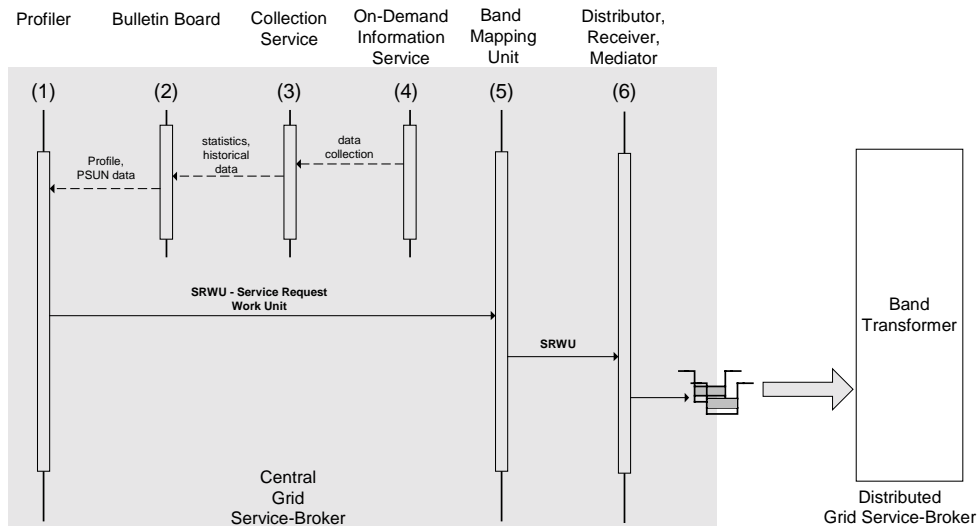 Profiler
Bulletin Board
Collection
Service
On-Demand
Information
Service
Band
Mapping
Unit
Distributor,
Receiver,
Mediator
(1)
(2)
(3)
(4)
(5)
(6)
Profile,
PSUN data
statistics,
historical
data
data
collection
SRWU - Service Request
Work Unit
SRWU
Band
Transformer
Central
Grid
Service-Broker
Distributed
Grid Service-Broker